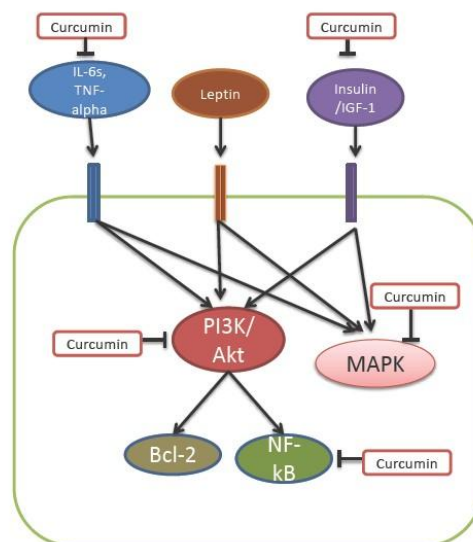 Curcumin
Curcumin
IL-6s,
TNF-
alpha
Leptin
Insulin
/IGF-1
Curcumin
PI3K/
Akt
Curcumin
MAPK
Bcl-2
NF-
kB
Curcumin